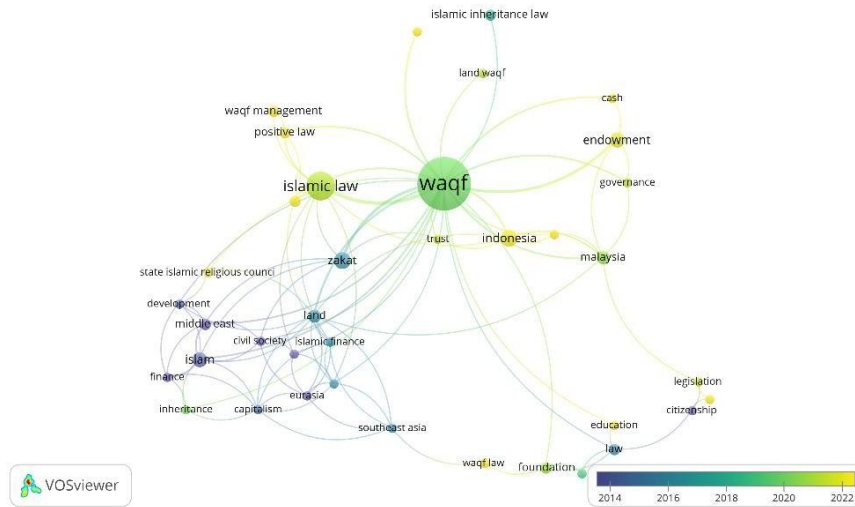 islamic inheritance law
land waqf
cash
waqf management
positive law
endowment
islamic law
waqf
governance
trust
indonesia
malaysia
zakat
state islamic religious counci
development
middle east
land
civil society
islamic finance
islam
finance
legislation
inheritance
capitalism
eurasia
citizenship
southeast asia
education
law
waqf law
foundation
VOSviewer
2014 2016 2018 2020 2022